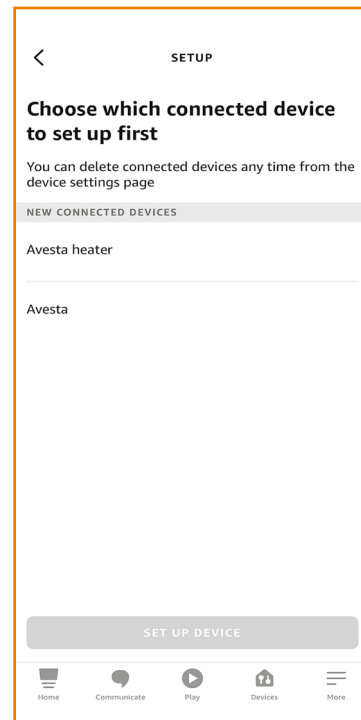 SETUP
Choose which connected device
to set up first
You can delete connected devices any time from the
device settings page
NEW CONNECTED DEVICES
Avesta heater
Avesta
SET UP DEVICE
Home Communicate Play Devices More